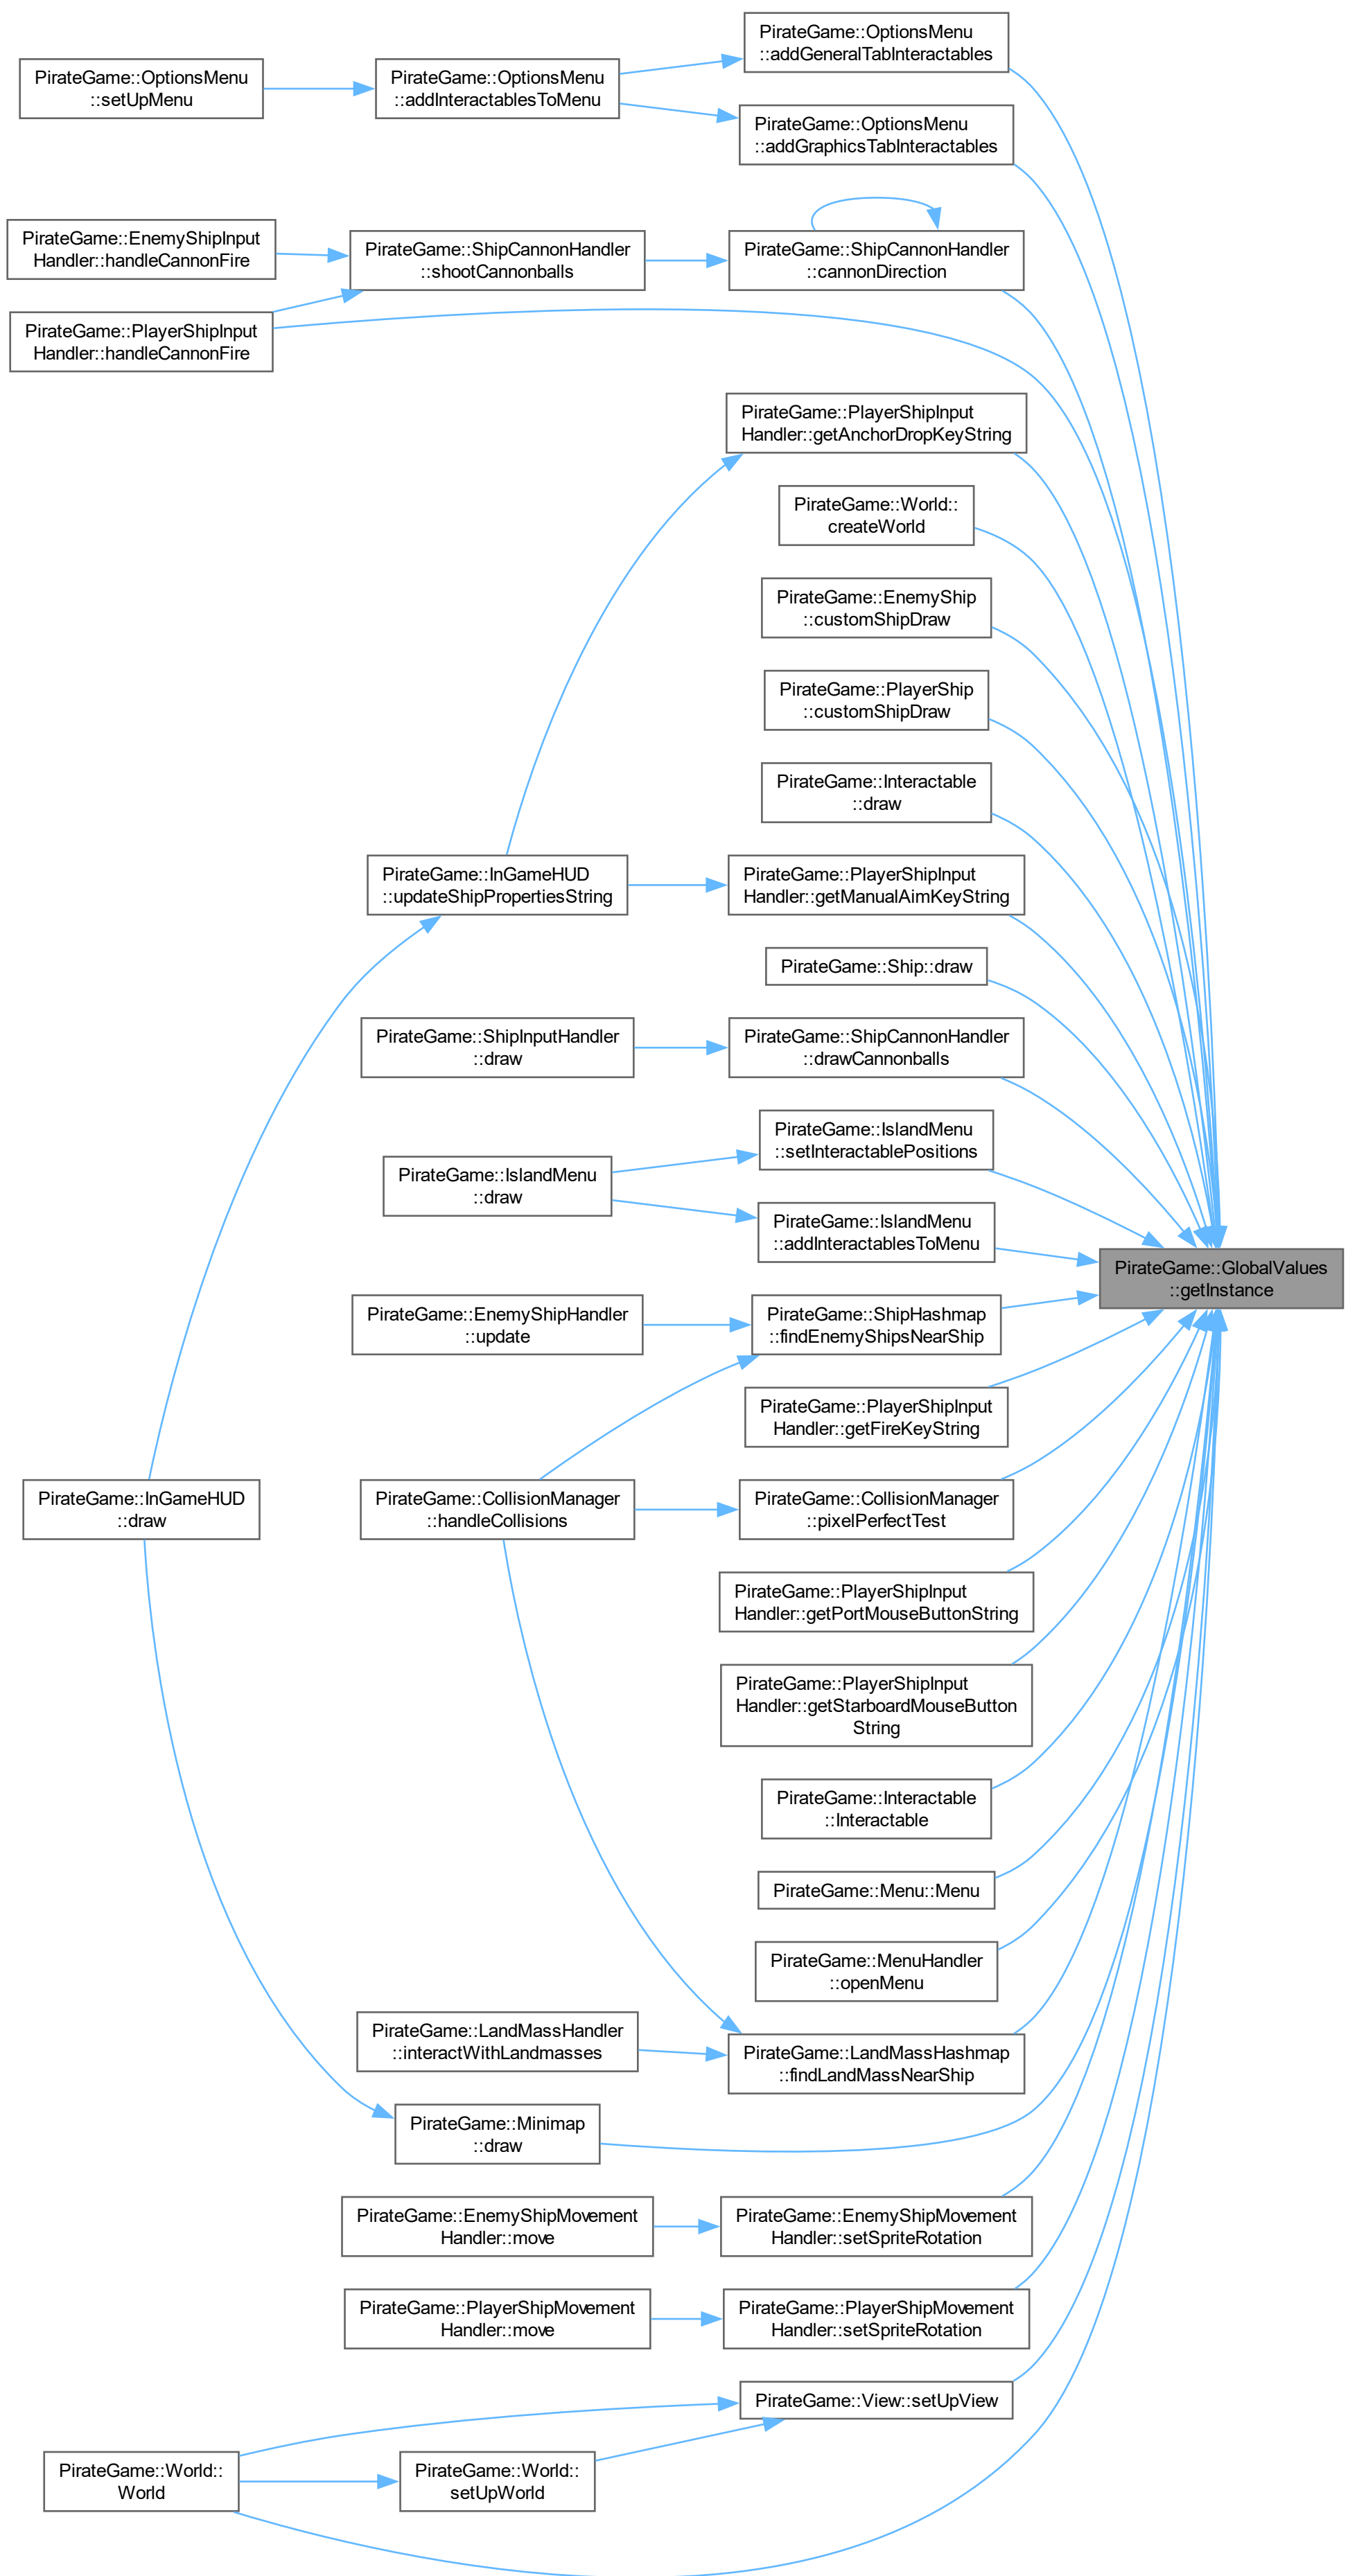 PirateGame::OptionsMenu
::addGeneralTabInteractables
PirateGame::OptionsMenu
::setUpMenu
PirateGame::OptionsMenu
::addInteractablesToMenu
PirateGame::OptionsMenu
::addGraphicsTabInteractables
PirateGame::EnemyShipInput
Handler::handleCannonFire
PirateGame::ShipCannonHandler
::shootCannonballs
PirateGame::ShipCannonHandler
::cannonDirection
PirateGame::PlayerShipInput
Handler::handleCannonFire
PirateGame::PlayerShipInput
Handler::getAnchorDropKeyString
PirateGame::World::
createWorld
PirateGame::EnemyShip
::customShipDraw
PirateGame::PlayerShip
::customShipDraw
PirateGame::Interactable
::draw
PirateGame::InGameHUD
::updateShipPropertiesString
PirateGame::PlayerShipInput
Handler::getManualAimKeyString
PirateGame::Ship::draw
PirateGame::ShipInputHandler
::draw
PirateGame::ShipCannonHandler
::drawCannonballs
PirateGame::IslandMenu
::setInteractablePositions
PirateGame::IslandMenu
::draw
PirateGame::IslandMenu
::addInteractablesToMenu
PirateGame::GlobalValues
::getInstance
PirateGame::EnemyShipHandler
::update
PirateGame::ShipHashmap
::findEnemyShipsNearShip
PirateGame::PlayerShipInput
Handler::getFireKeyString
PirateGame::InGameHUD
::draw
PirateGame::CollisionManager
::handleCollisions
PirateGame::CollisionManager
::pixelPerfectTest
PirateGame::PlayerShipInput
Handler::getPortMouseButtonString
PirateGame::PlayerShipInput
Handler::getStarboardMouseButton
String
PirateGame::Interactable
::Interactable
PirateGame::Menu::Menu
PirateGame::MenuHandler
::openMenu
PirateGame::LandMassHandler
::interactWithLandmasses
PirateGame::LandMassHashmap
::findLandMassNearShip
PirateGame::Minimap
::draw
PirateGame::EnemyShipMovement
Handler::move
PirateGame::EnemyShipMovement
Handler::setSpriteRotation
PirateGame::PlayerShipMovement
Handler::move
PirateGame::PlayerShipMovement
Handler::setSpriteRotation
PirateGame::View::setUpView
PirateGame::World::
World
PirateGame::World::
setUpWorld